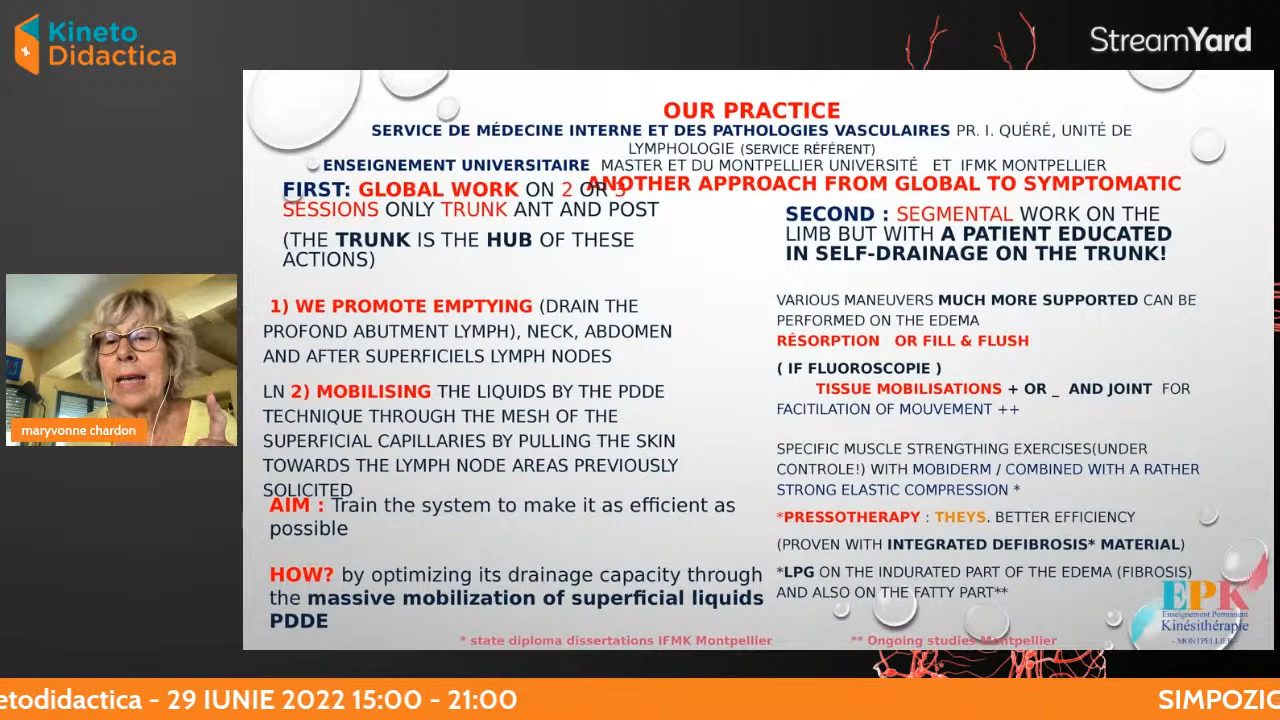 Kineto
Didactica
StreamYard
OUR PRACTICE
SERVICE DE MÉDECINE INTERNE ET DES PATHOLOGIES VASCULAIRES PR. I. QUÉRÉ, UNITÉ DE
LYMPHOLOGIE (SERVICE RÉFÉRENT)
ENSEIGNEMENT UNIVERSITAIRE MASTER ET DU MONTPELLIER UNIVERSITÉ ET IFMK MONTPELLIER
ANOTHER APPROACH FROM GLOBAL TO SYMPTOMATIC
FIRST: GLOBAL WORK ON 2 OR 3
SESSIONS ONLY TRUNK ANT AND POST
(THE TRUNK IS THE HUB OF THESE
ACTIONS)
1) WE PROMOTE EMPTYING (DRAIN THE
PROFOND ABUTMENT LYMPH), NECK, ABDOMEN
AND AFTER SUPERFICIELS LYMPH NODES
LN 2) MOBILISING THE LIQUIDS BY THE PDDE
TECHNIQUE THROUGH THE MESH OF THE
SUPERFICIAL CAPILLARIES BY PULLING THE SKIN
TOWARDS THE LYMPH NODE AREAS PREVIOUSLY
SOLICITED
AIM : Train the system to make it as efficient as
possible
HOW? by optimizing its drainage capacity through
the massive mobilization of superficial liquids
PDDE
SECOND : SEGMENTAL WORK ON THE
LIMB BUT WITH A PATIENT EDUCATED
IN SELF-DRAINAGE ON THE TRUNK!
VARIOUS MANEUVERS MUCH MORE SUPPORTED CAN BE
PERFORMED ON THE EDEMA
RÉSORPTION OR FILL & FLUSH
( IF FLUOROSCOPIE )
TISSUE MOBILISATIONS + OR _ AND JOINT FOR
FACITILATION OF MOUVEMENT ++
SPECIFIC MUSCLE STRENGTHING EXERCISES(UNDER
CONTROLE!) WITH MOBIDERM / COMBINED WITH A RATHER
STRONG ELASTIC COMPRESSION *
*PRESSOTHERAPY : THEYS. BETTER EFFICIENCY
(PROVEN WITH INTEGRATED DEFIBROSIS* MATERIAL)
*LPG ON THE INDURATED PART OF THE EDEMA (FIBROSIS)
AND ALSO ON THE FATTY PART**
* state diploma dissertations IFMK Montpellier
** Ongoing studies Montpellier
EPK
Enseignement Permanent
Kinésithérapie
- MONTPELLIER -
maryvonne chardon
etodidactica - 29 IUNIE 2022 15:00 - 21:00
SIMPOZIO